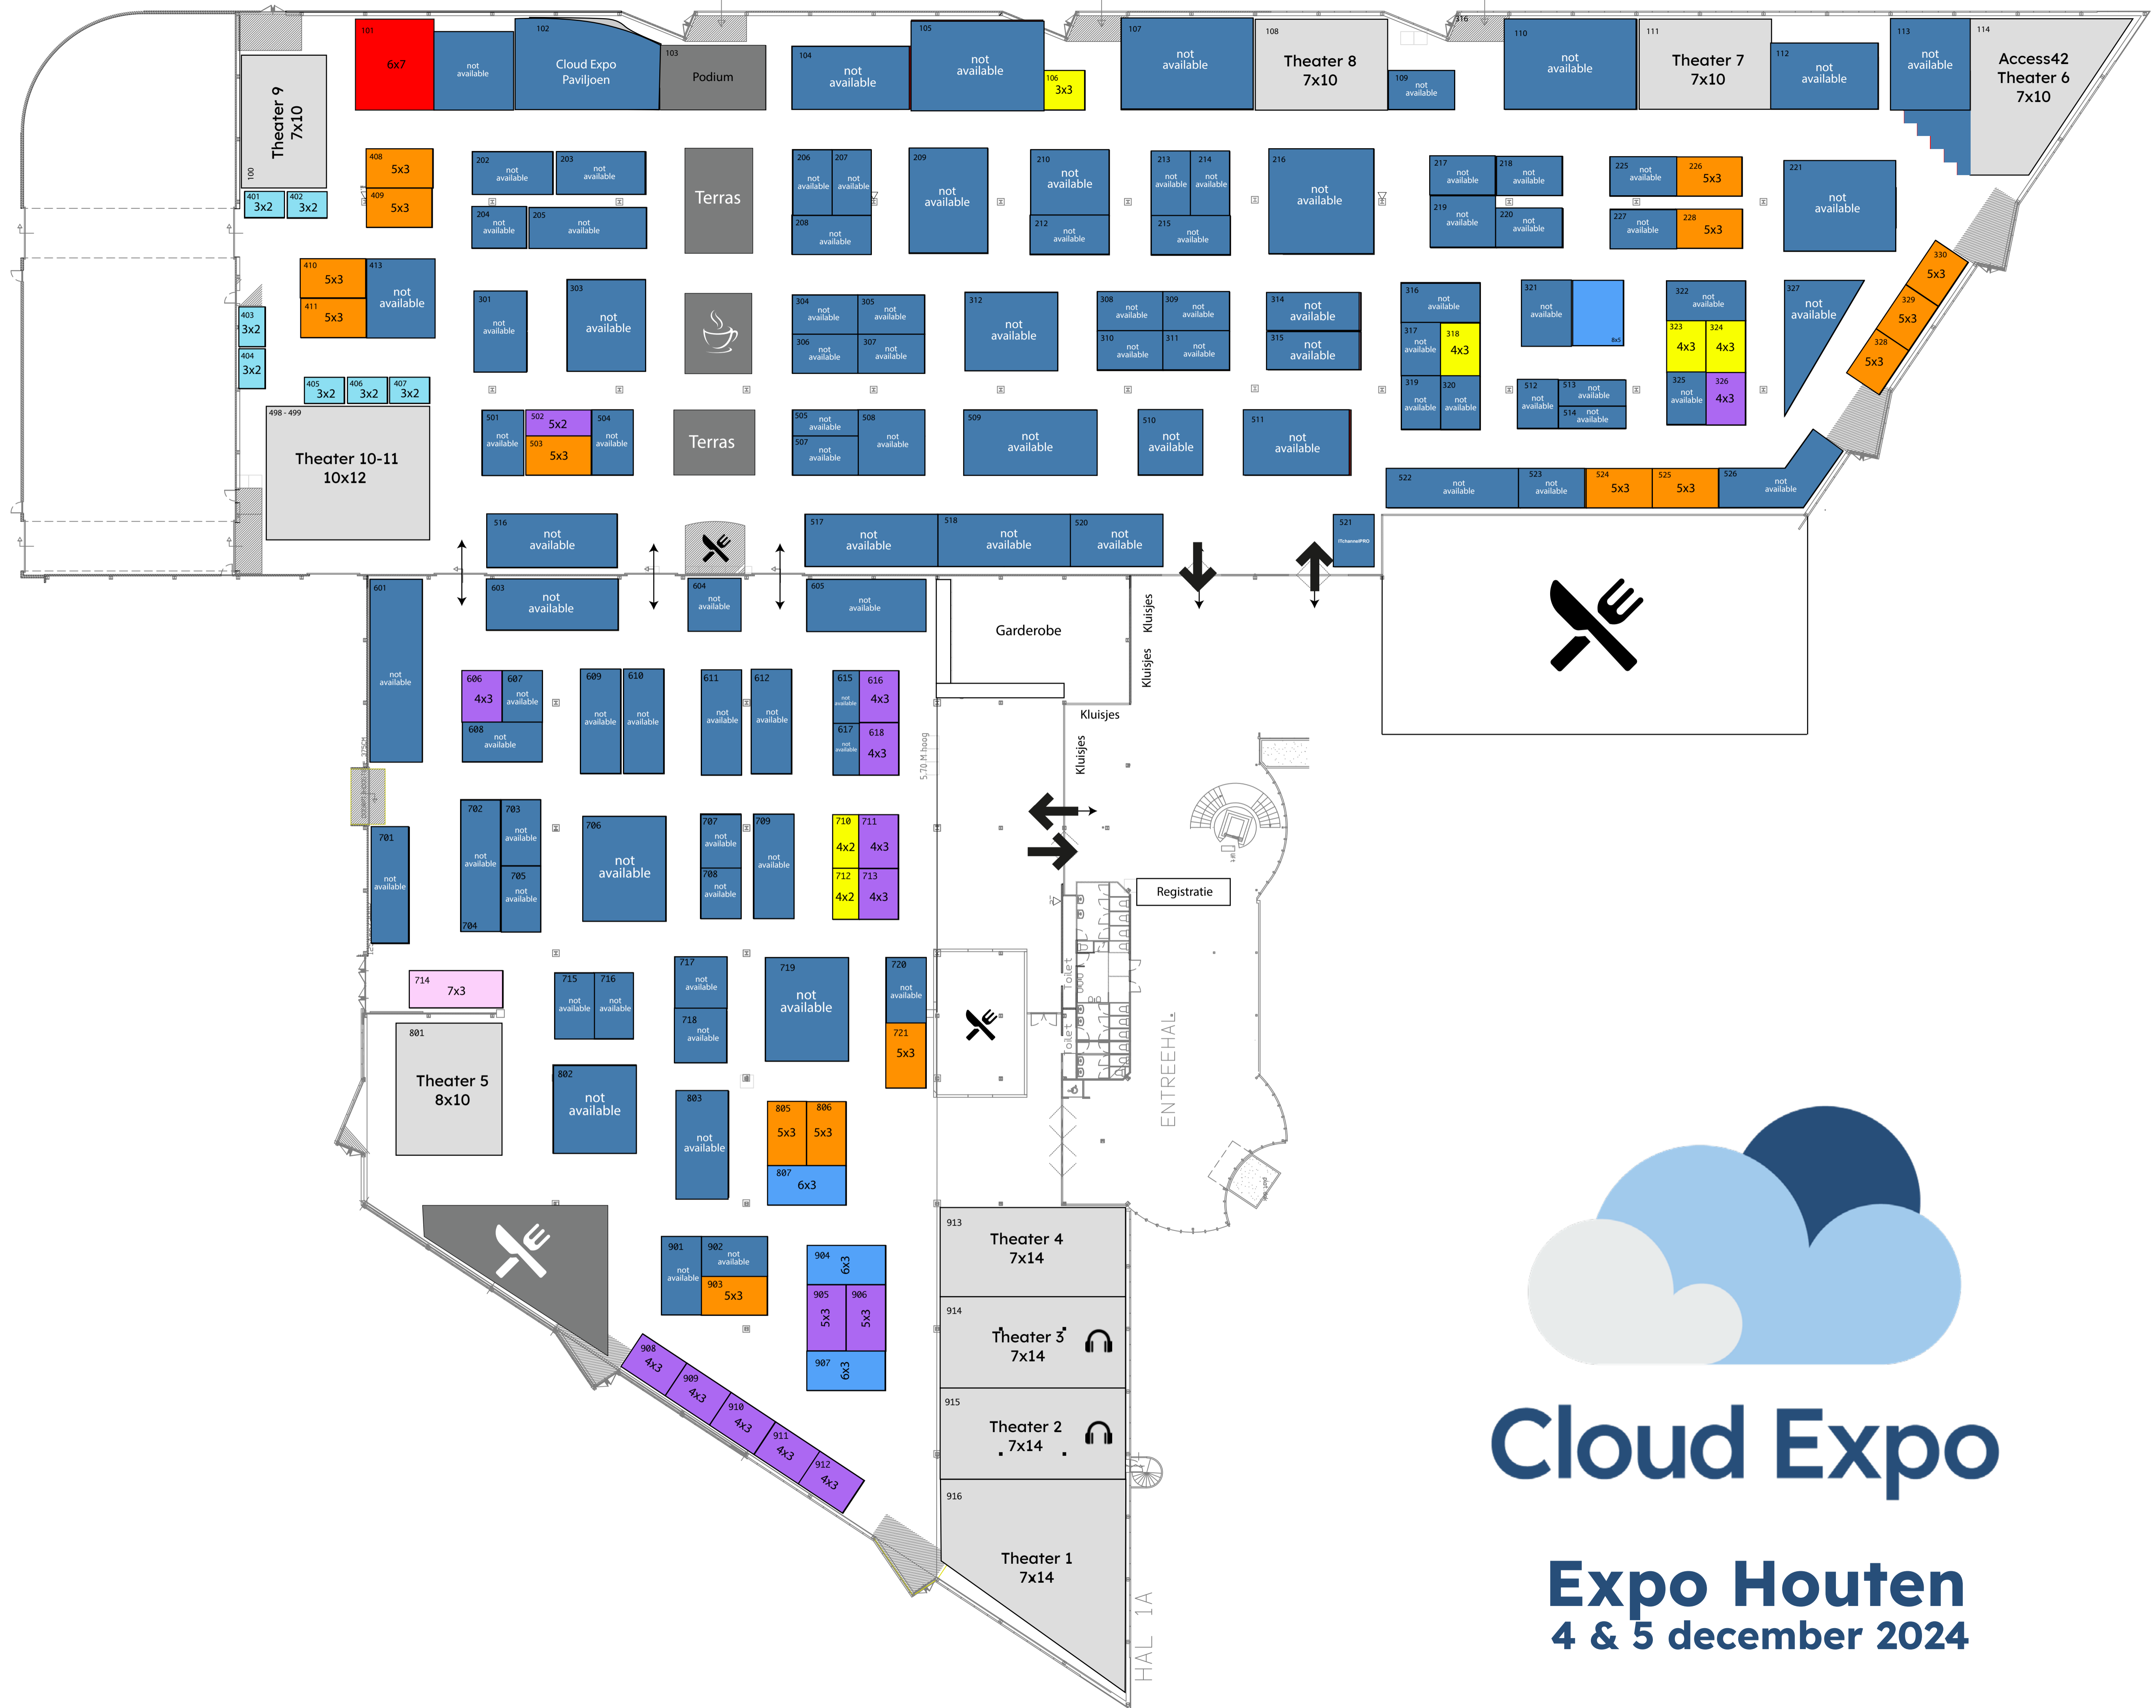 101
6x7
not
available
102
Cloud Expo
Paviljoen
103
Podium
104
not
available
105
not
available
106
3x3
107
not
available
108
Theater 8
7x10
109
not
available
316
110
not
available
111
Theater 7
7x10
112
not
available
113
not
available
114
Access42
Theater 6
7x10
Theater 9
7x10
100
401
3x2
402
3x2
408
5x3
409
5x3
202
not
available
203
not
available
204
not
available
205
not
available
Terras
206
not
available
207
not
available
208
not
available
209
not
available
210
not
available
212
not
available
213
not
available
214
not
available
215
not
available
216
not
available
217
not
available
218
not
available
219
not
available
220
not
available
225
not
available
226
5x3
227
not
available
228
5x3
221
not
available
330
5x3
329
5x3
328
5x3
410
5x3
411
5x3
413
not
available
403
3x2
404
3x2
405
3x2
406
3x2
407
3x2
301
not
available
303
not
available
304
not
available
305
not
available
306
not
available
307
not
available
312
not
available
308
not
available
309
not
available
310
not
available
311
not
available
314
not
available
315
not
available
316
not
available
317
not
available
318
4x3
319
not
available
320
not
available
321
not
available
8x5
322
not
available
323
4x3
324
4x3
325
not
available
326
4x3
327
not
available
512
not
available
513
not
available
514
not
available
498 - 499
Theater 10-11
10x12
501
not
available
502
5x2
503
5x3
504
not
available
Terras
505
not
available
507
not
available
508
not
available
509
not
available
510
not
available
511
not
available
522
not
available
523
not
available
524
5x3
525
5x3
526
not
available
516
not
available
517
not
available
518
not
available
520
not
available
521
ITchannelPRO
601
not
available
603
not
available
604
not
available
605
not
available
Garderobe
Kluisjes
Kluisjes
Kluisjes
Kluisjes
606
4x3
607
not
available
608
not
available
609
not
available
610
not
available
611
not
available
612
not
available
615
not
available
616
4x3
617
not
available
618
4x3
5.70 M.hoog
701
not
available
702
not
available
704
703
not
available
705
not
available
706
not
available
707
not
available
708
not
available
709
not
available
710
4x2
711
4x3
712
4x2
713
4x3
Registratie
714
7x3
715
not
available
716
not
available
717
not
available
718
not
available
719
not
available
720
not
available
721
5x3
Toilet
Toilet
ENTREEHAL
801
Theater 5
8x10
802
not
available
803
not
available
805
5x3
806
5x3
807
6x3
901
not
available
902
not
available
903
5x3
904
6x3
905
5x3
906
5x3
907
6x3
908
4x3
909
4x3
910
4x3
911
4x3
912
4x3
913
Theater 4
7x14
914
Theater 3
7x14
915
Theater 2
7x14
916
Theater 1
7x14
HAL 1A
Cloud Expo
Expo Houten
4 & 5 december 2024